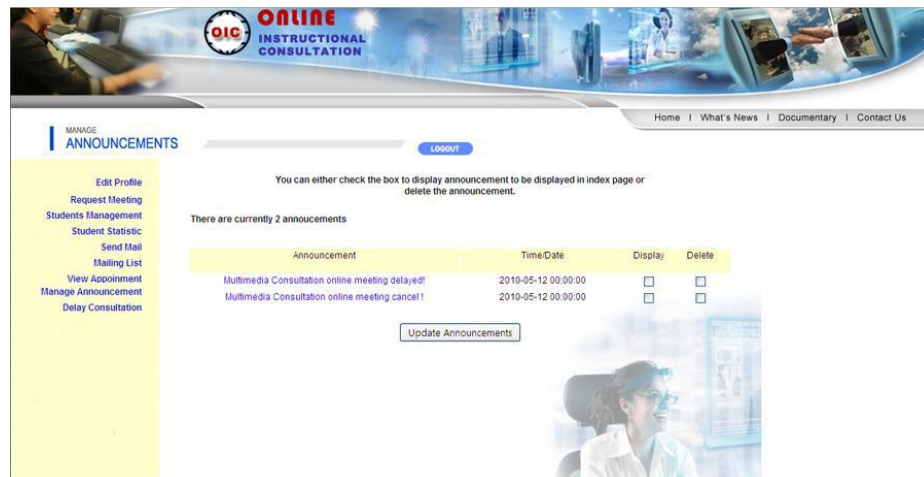 OIC
ONLINE
INSTRUCTIONAL
CONSULTATION
Home | What's News | Documentary | Contact Us
MANAGE
ANNOUNCEMENTS
LOGOUT
Edit Profile
Request Meeting
Students Management
Student Statistic
Send Mail
Mailing List
View Appoinment
Manage Announcement
Delay Consultation
You can either check the box to display announcement to be displayed in index page or
delete the announcement.
There are currently 2 annoucements
Announcement Time/Date Display Delete
Multimedia Consultation online meeting delayed! 2010-05-12 00:00:00
Multimedia Consultation online meeting cancel ! 2010-05-12 00:00:00
Update Announcements